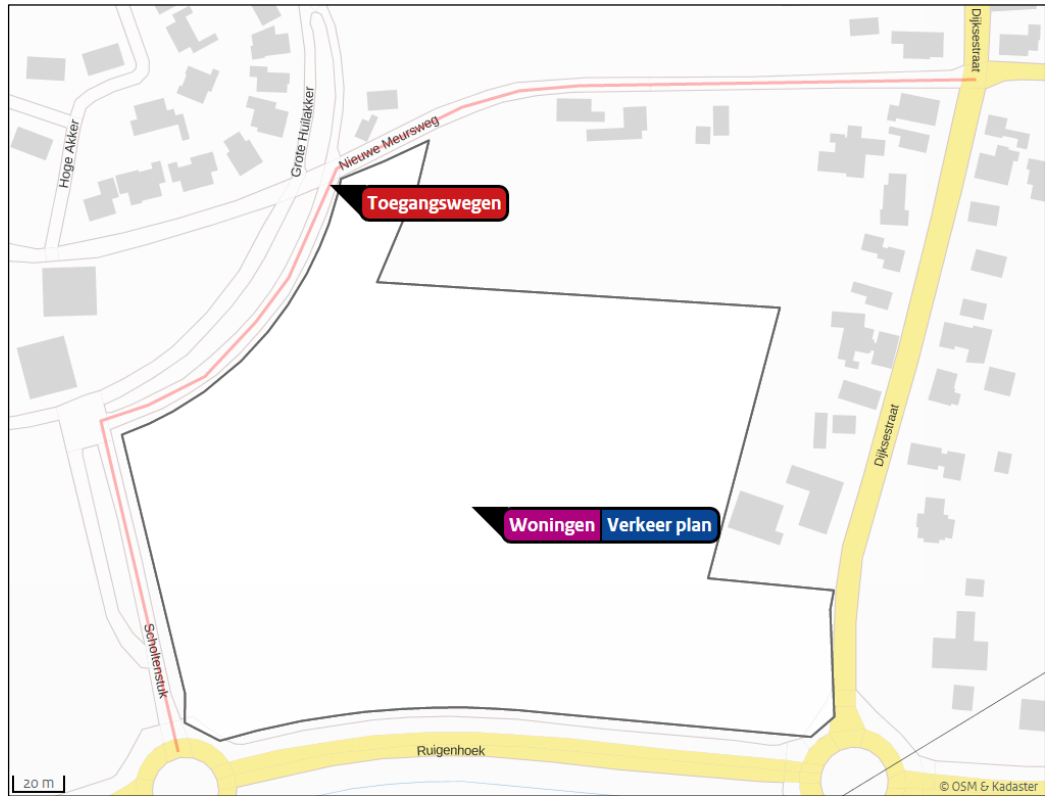 Dijksestraat
Grote Huilakker
Hoge Akker
Nieuwe Meursweg
Toegangswegen
Dijksestraat
Woningen Verkeer plan
Scholtenstuk
Ruigenhoek
20 m
© OSM & Kadaster